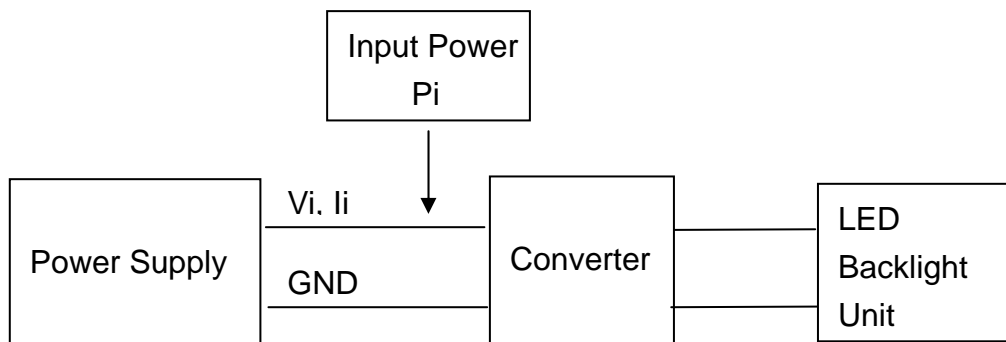 Input Power
Pi
Vi, Ii
Power Supply
GND
Converter
LED
Backlight
Unit